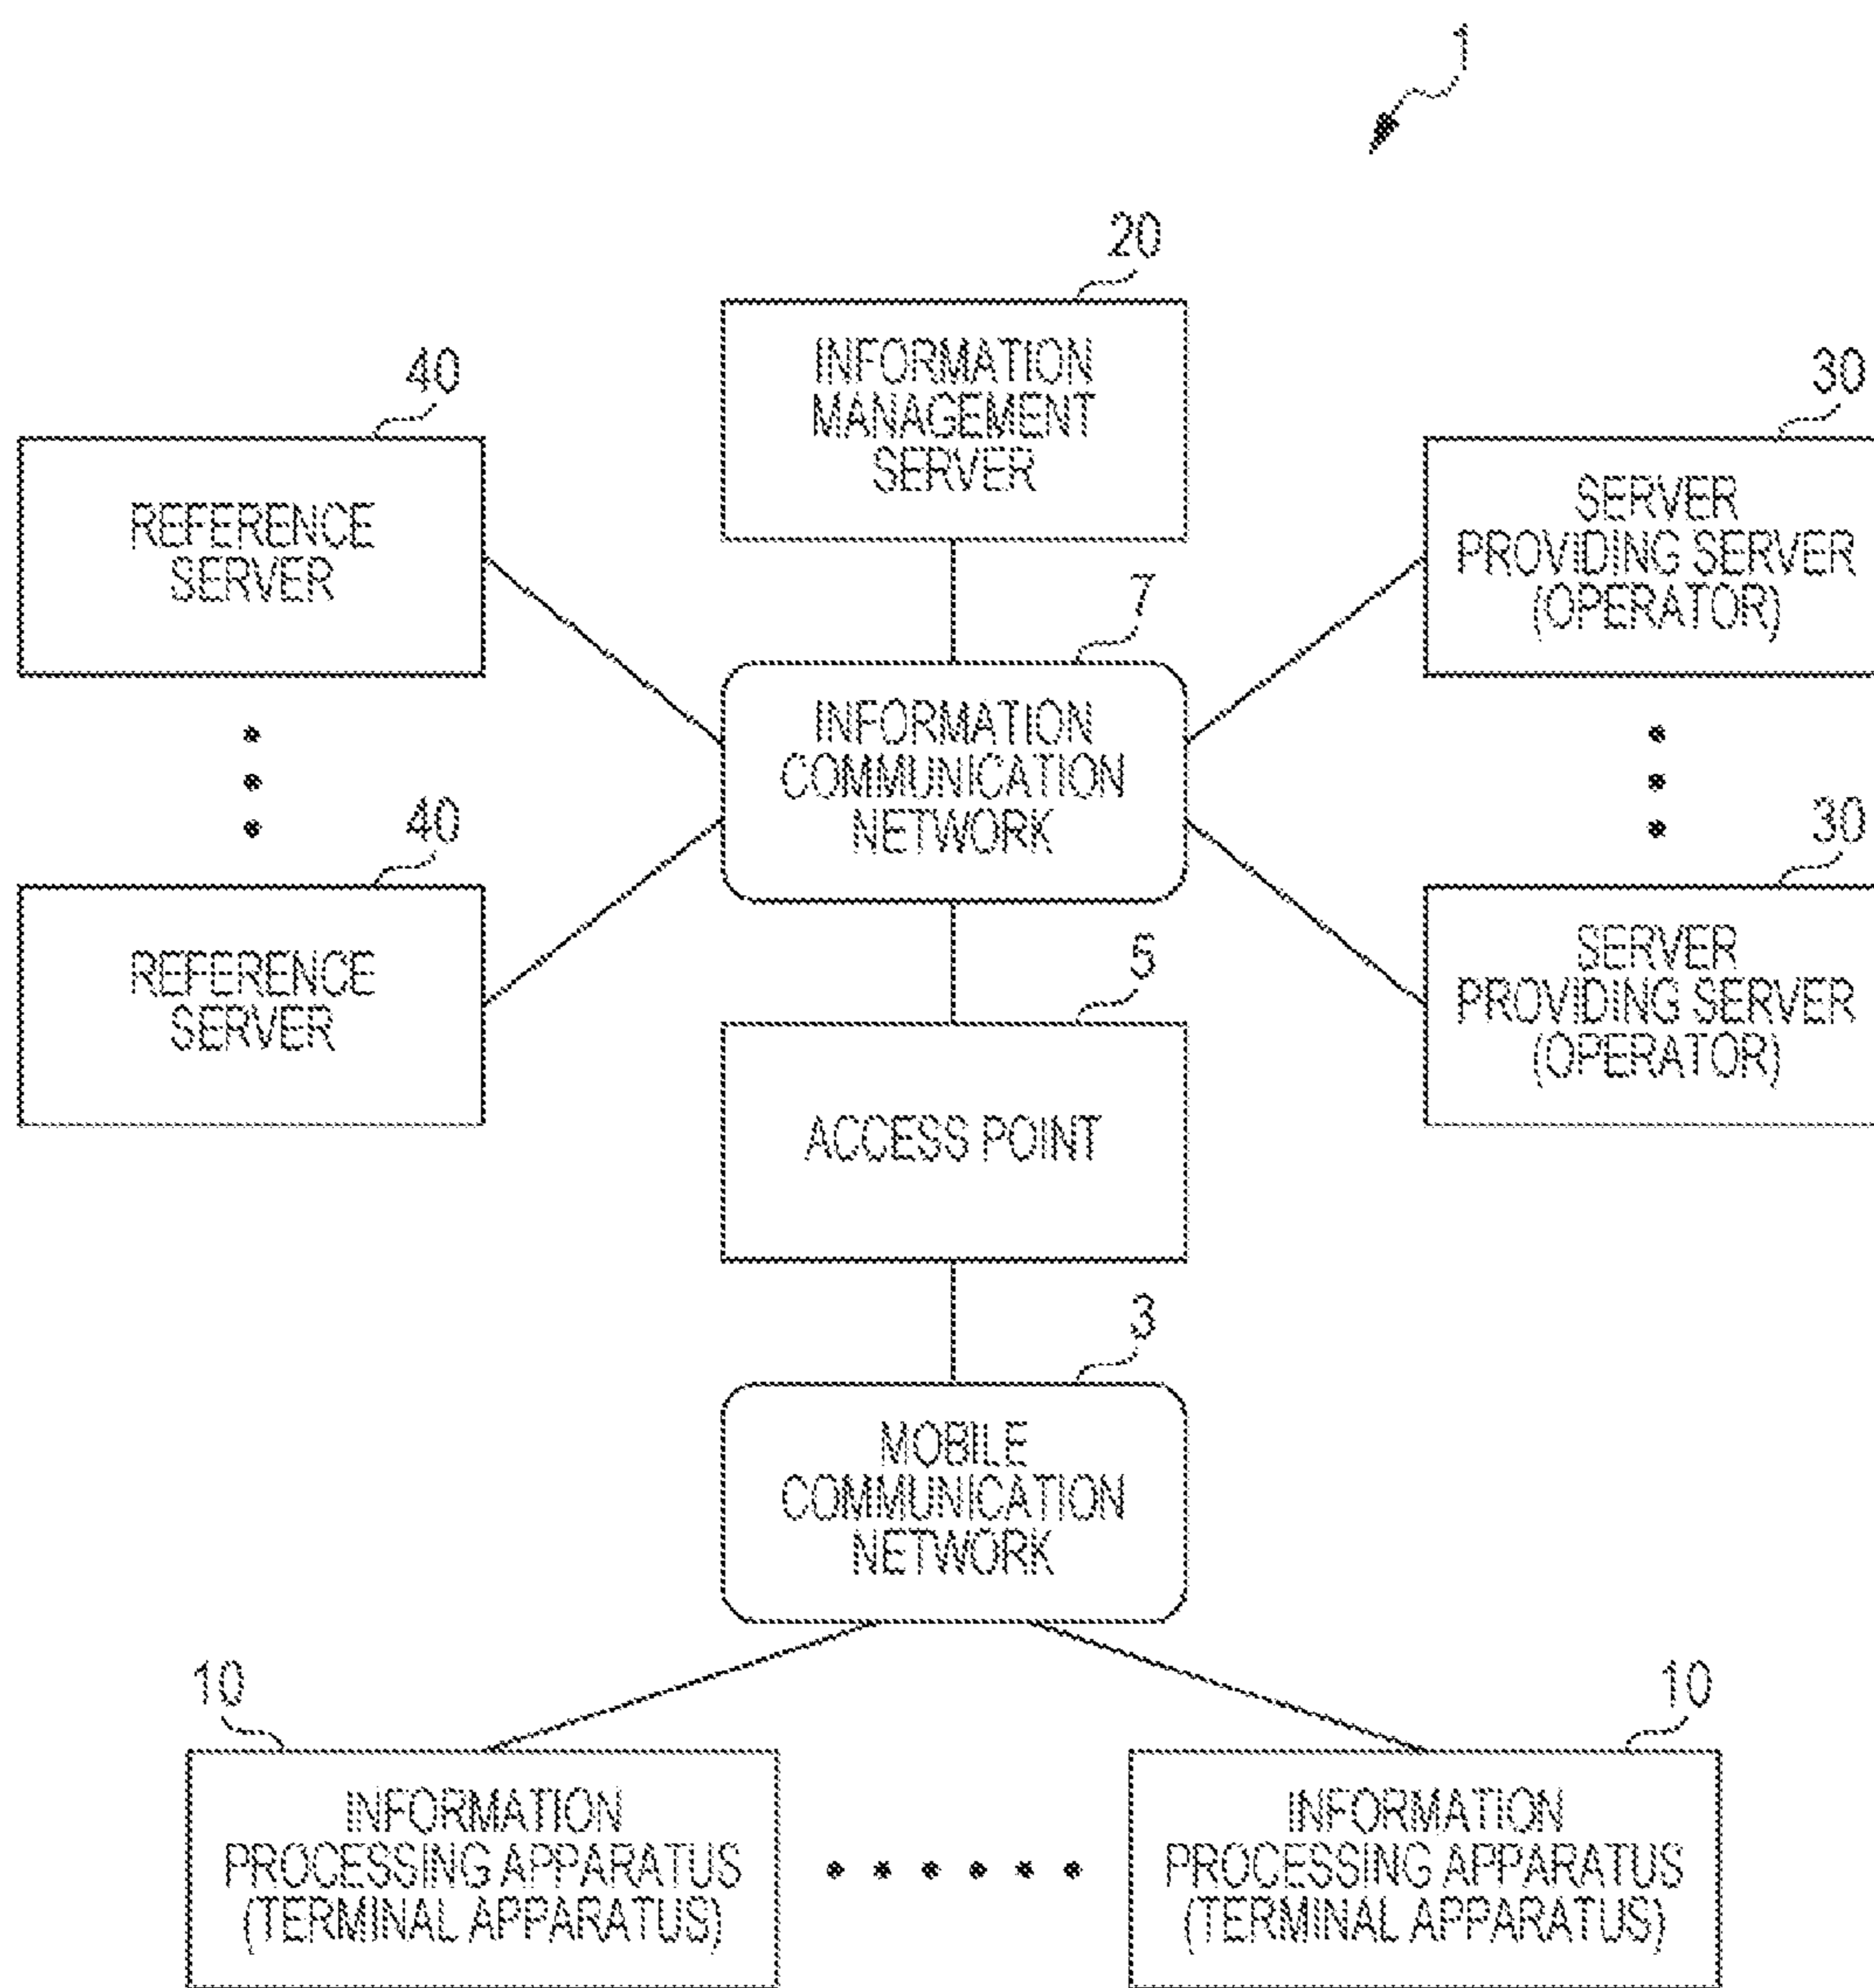 1
20
INFORMATION
MANAGEMENT
SERVER
40
REFERENCE
SERVER
30
SERVER
PROVIDING SERVER
(OPERATOR)
7
INFORMATION
COMMUNICATION
NETWORK
40
REFERENCE
SERVER
30
SERVER
PROVIDING SERVER
(OPERATOR)
5
ACCESS POINT
3
MOBILE
COMMUNICATION
NETWORK
10
INFORMATION
PROCESSING APPARATUS
(TERMINAL APPARATUS)
10
INFORMATION
PROCESSING APPARATUS
(TERMINAL APPARATUS)